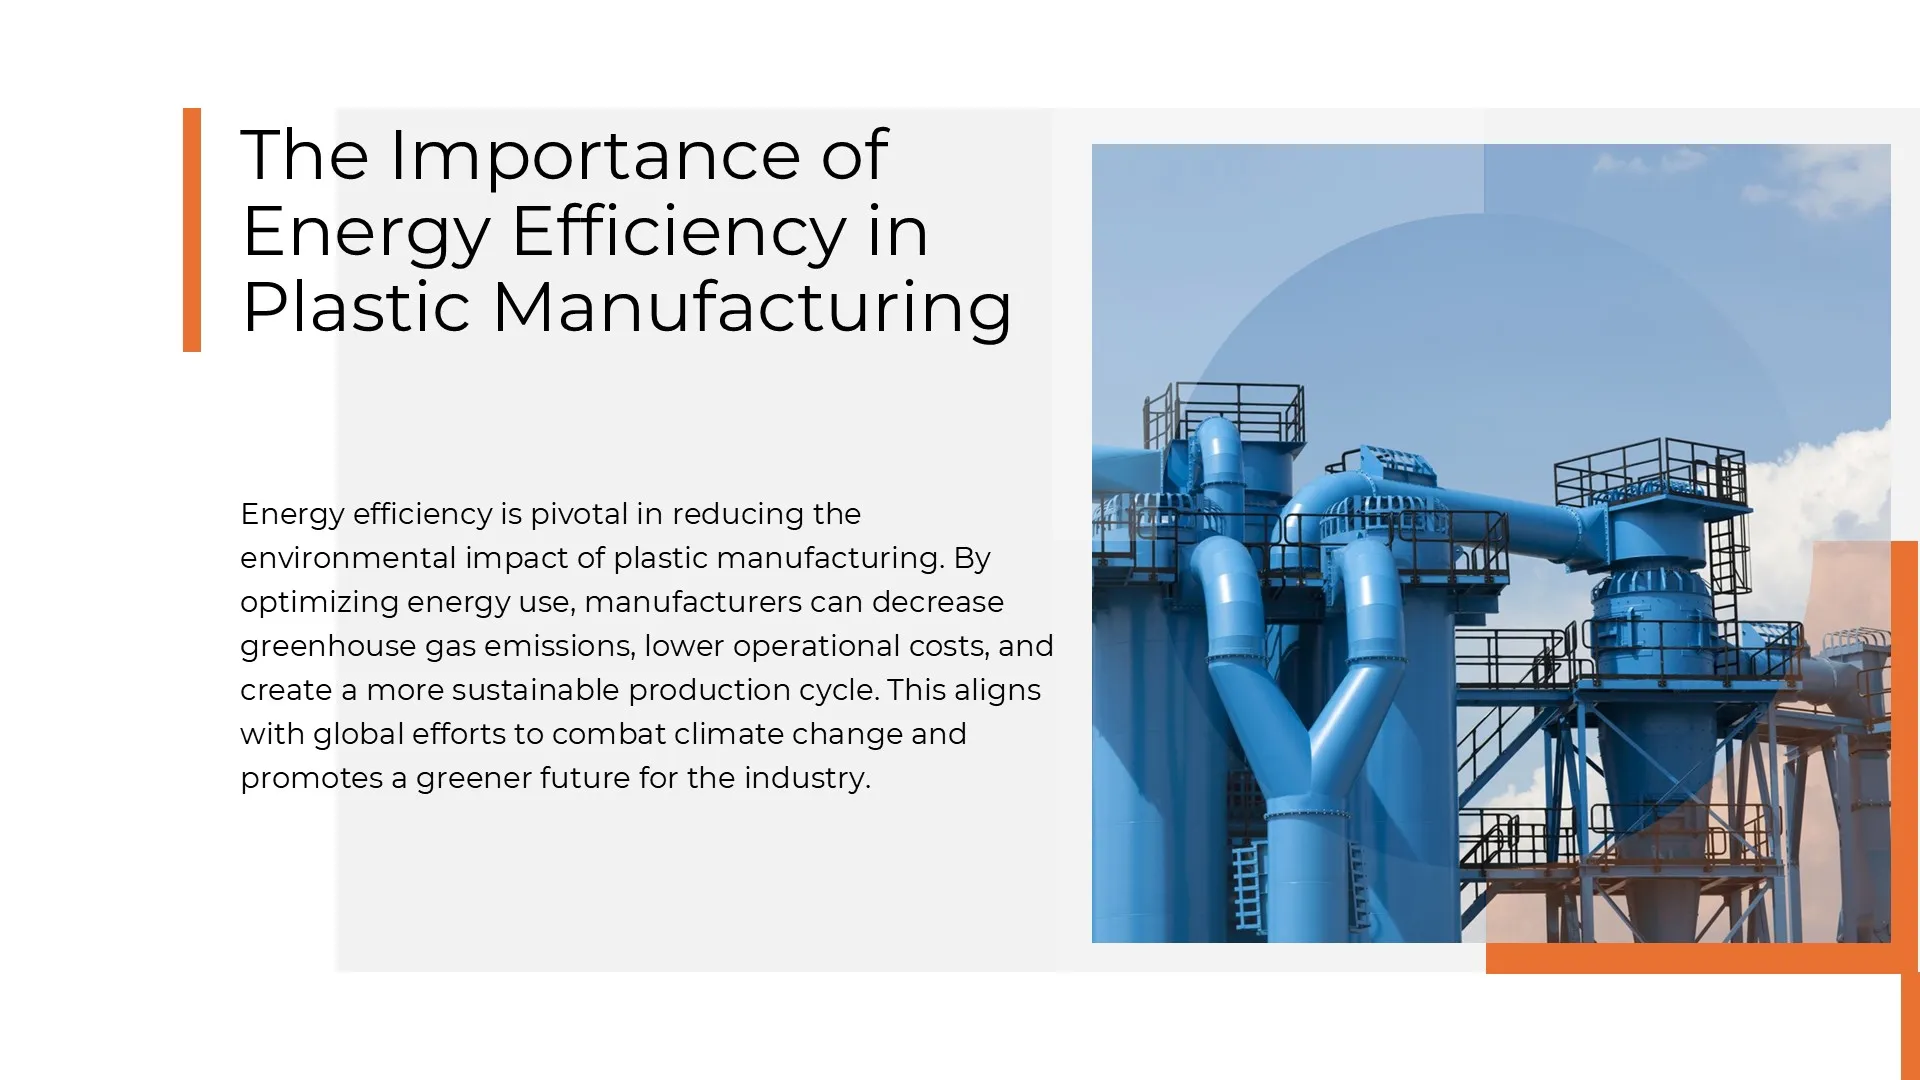 The Importance of
Energy Efficiency in
Plastic Manufacturing
Energy efficiency is pivotal in reducing the
environmental impact of plastic manufacturing. By
optimizing energy use, manufacturers can decrease
greenhouse gas emissions, lower operational costs, and
create a more sustainable production cycle. This aligns
with global efforts to combat climate change and
promotes a greener future for the industry.